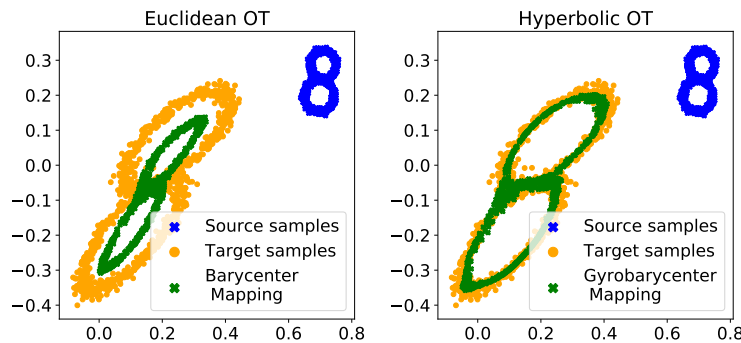 Euclidean OT
0.3
0.2
0.1
0.0
−0.1
−0.2
−0.3
−0.4
0.0 0.2 0.4 0.6 0.8
Source samples
Target samples
Barycenter
Mapping
Hyperbolic OT
0.3
0.2
0.1
0.0
−0.1
−0.2
−0.3
−0.4
0.0 0.2 0.4 0.6 0.8
Source samples
Target samples
Gyrobarycenter
Mapping